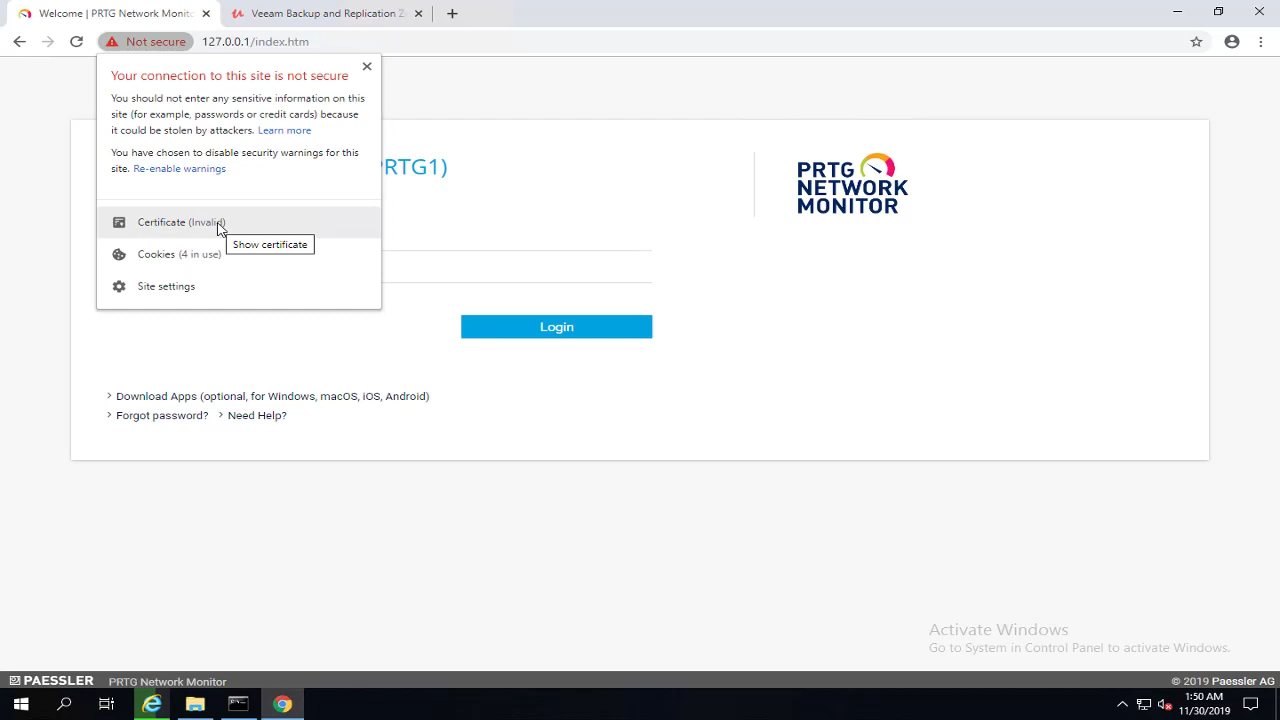 Welcome | PRTG Network Monito
Veeam Backup and Replication Z
Not secure
127.0.0.1/index.htm
Your connection to this site is not secure
You should not enter any sensitive information on this
site (for example, passwords or credit cards) because
it could be stolen by attackers. Learn more
You have chosen to disable security warnings for this
site. Re-enable warnings
PRTG1)
Certificate (Invalid)
Show certificate
Cookies (4 in use)
Site settings
PRTG
NETWORK
MONITOR
Login
Download Apps (optional, for Windows, macOS, iOS, Android)
Forgot password?
Need Help?
Activate Windows
Go to System in Control Panel to activate Windows.
PAESSLER
PRTG Network Monitor
© 2019 Paessler AG
1:50 AM
11/30/2019